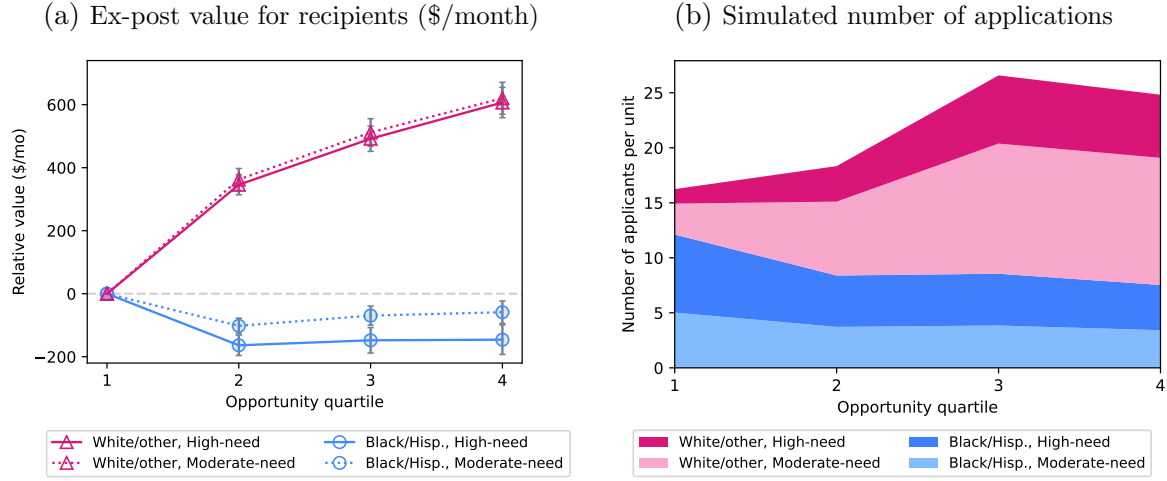 (a) Ex-post value for recipients ($/month)
Relative value ($/mo)
600
400
200
0
−200
1 2 3 4
Opportunity quartile
White/other, High-need
White/other, Moderate-need
Black/Hisp., High-need
Black/Hisp., Moderate-need
(b) Simulated number of applications
Number of applicants per unit
25
20
15
10
5
0
1 2 3 4
Opportunity quartile
White/other, High-need
White/other, Moderate-need
Black/Hisp., High-need
Black/Hisp., Moderate-need